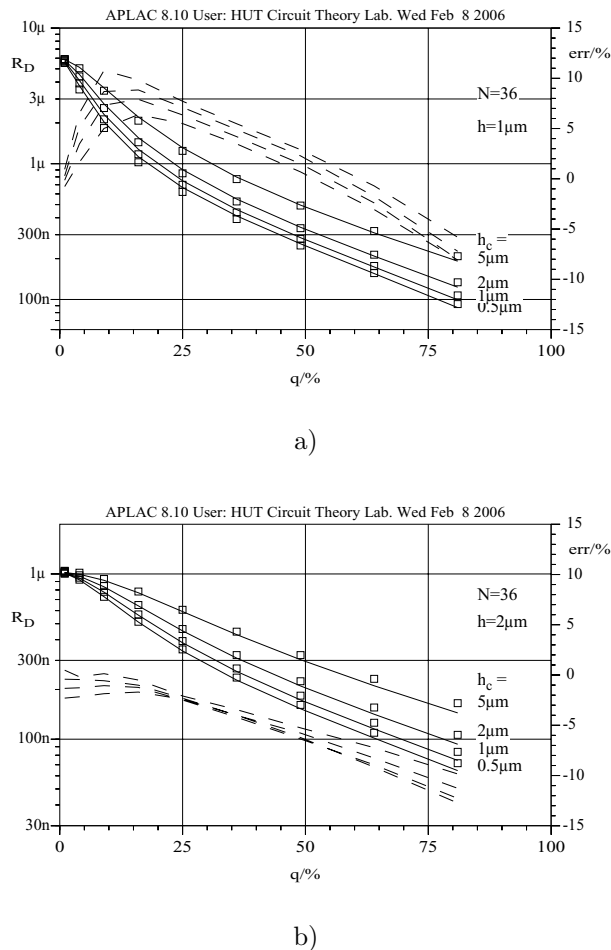 APLAC 8.10 User: HUT Circuit Theory Lab. Wed Feb 8 2006
10µ
R_D
3µ
1µ
300n
100n
15
err/%
10
5
0
-5
-10
-15
N=36
h=1µm
h_c =
5µm
2µm
1µm
0.5µm
0 25 50 75 100
q/%
a)
APLAC 8.10 User: HUT Circuit Theory Lab. Wed Feb 8 2006
1µ
R_D
300n
100n
30n
15
err/%
10
5
0
-5
-10
-15
N=36
h=2µm
h_c =
5µm
2µm
1µm
0.5µm
0 25 50 75 100
q/%
b)